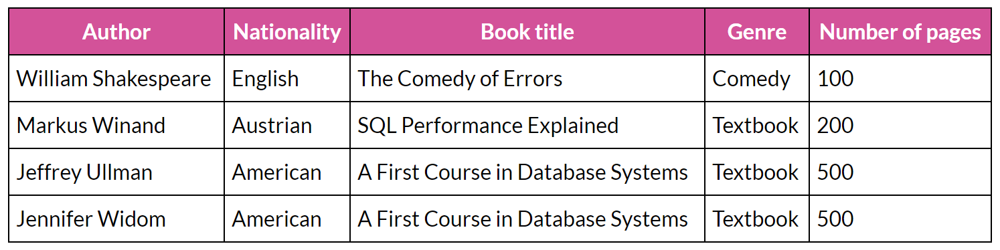 Author Nationality Book title Genre Number of pages
William Shakespeare English The Comedy of Errors Comedy 100
Markus Winand Austrian SQL Performance Explained Textbook 200
Jeffrey Ullman American A First Course in Database Systems Textbook 500
Jennifer Widom American A First Course in Database Systems Textbook 500